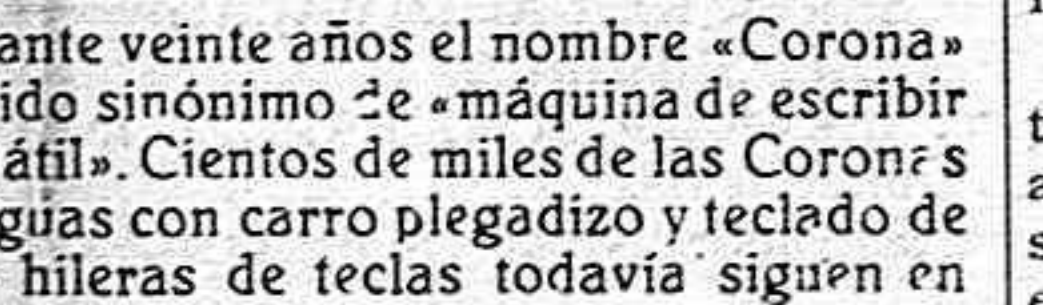 ante veinte años el nombre «Corona»
ido sinónimo de «máquina de escribir
átil». Cientos de miles de las Coronas
guas con carro plegadizo y teclado de
hileras de teclas todavía siguen en